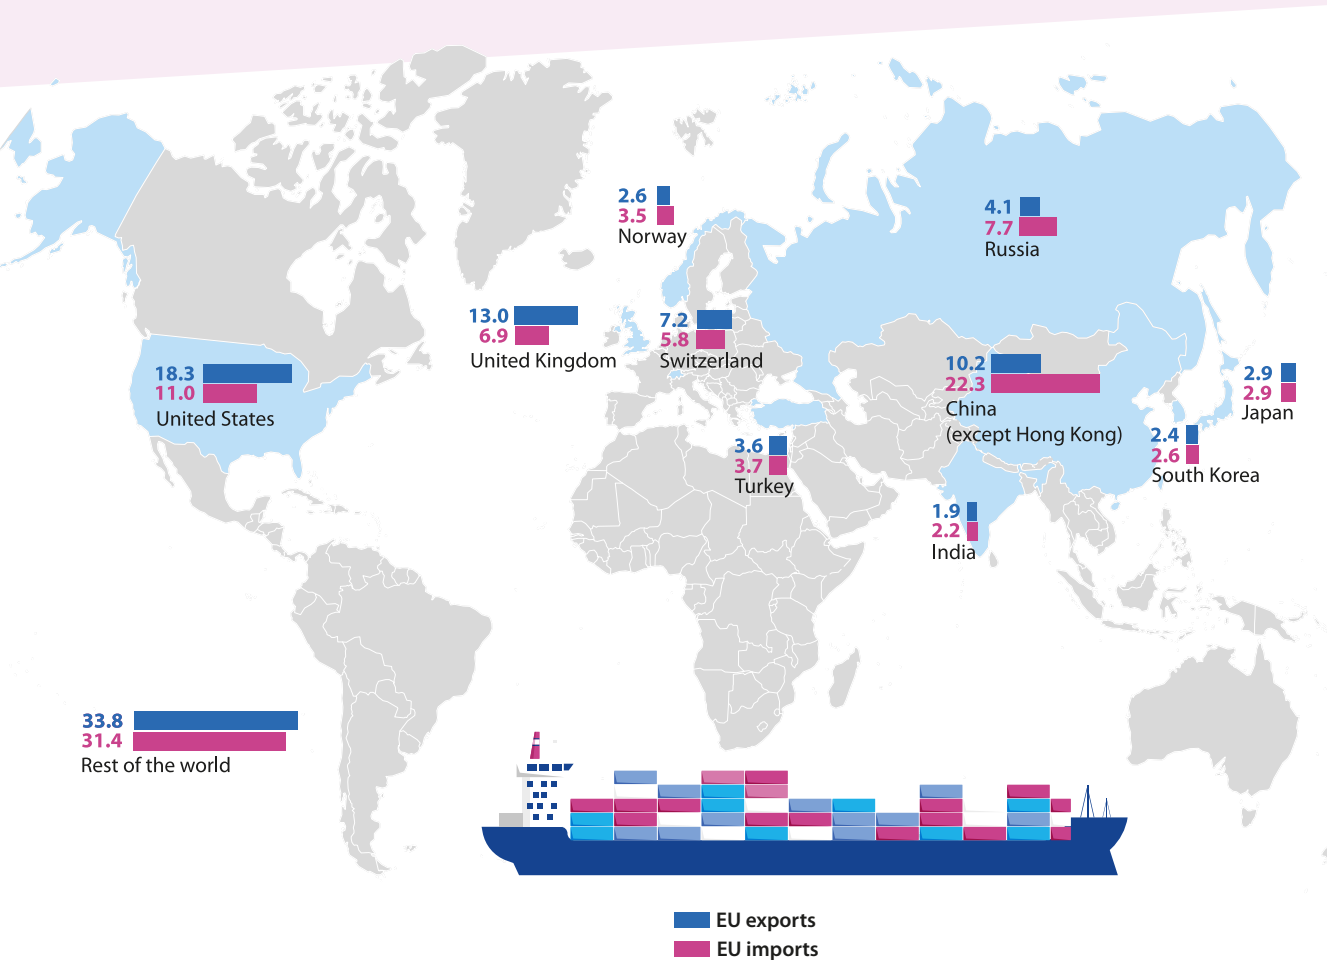 2.6
3.5
Norway
4.1
7.7
Russia
13.0
6.9
United Kingdom
7.2
5.8
Switzerland
18.3
11.0
United States
10.2
22.3
China
(except Hong Kong)
2.9
2.9
Japan
2.4
2.6
South Korea
3.6
3.7
Turkey
1.9
2.2
India
33.8
31.4
Rest of the world
EU exports
EU imports